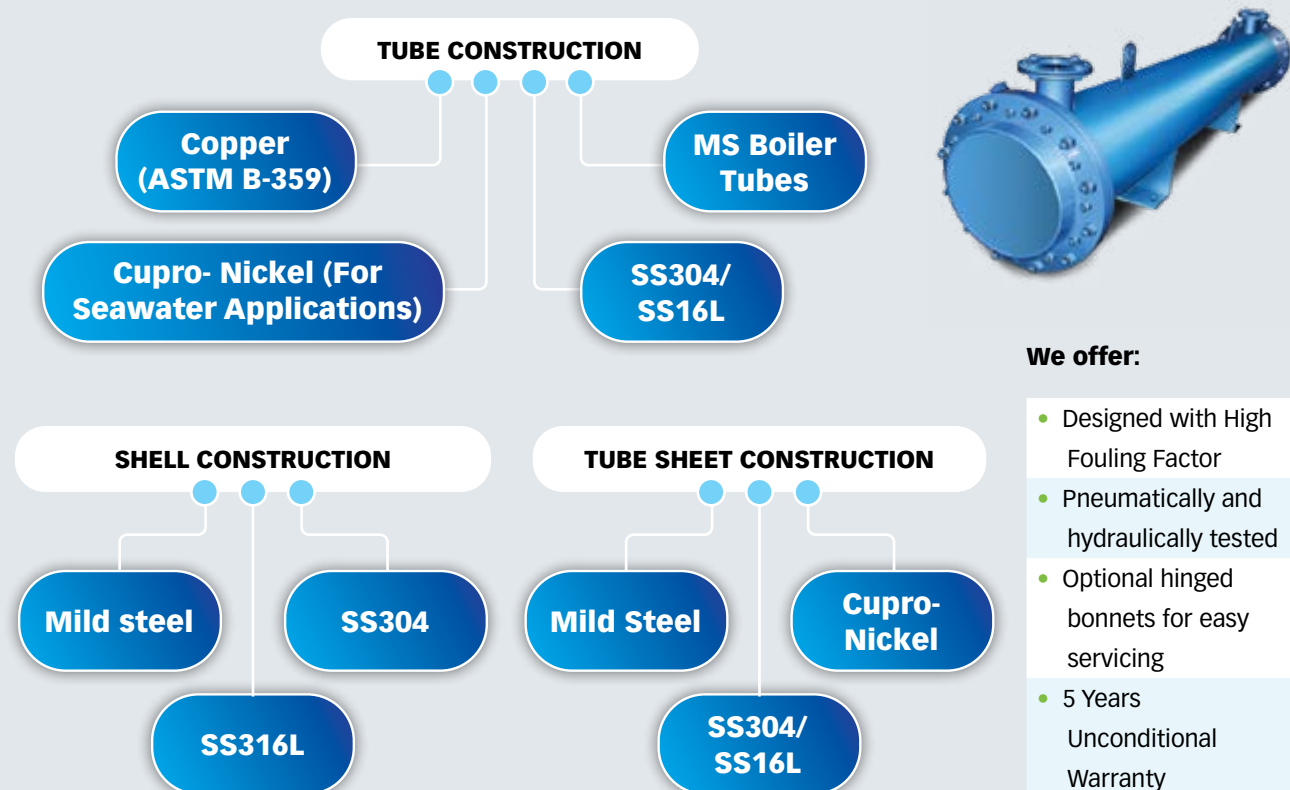 TUBE CONSTRUCTION
Copper
(ASTM B-359)
MS Boiler
Tubes
Cupro- Nickel (For
Seawater Applications)
SS304/
SS16L
SHELL CONSTRUCTION
Mild steel
SS304
SS316L
TUBE SHEET CONSTRUCTION
Mild Steel
Cupro-
Nickel
SS304/
SS16L
We offer:
• Designed with High
Fouling Factor
• Pneumatically and
hydraulically tested
• Optional hinged
bonnets for easy
servicing
• 5 Years
Unconditional
Warranty